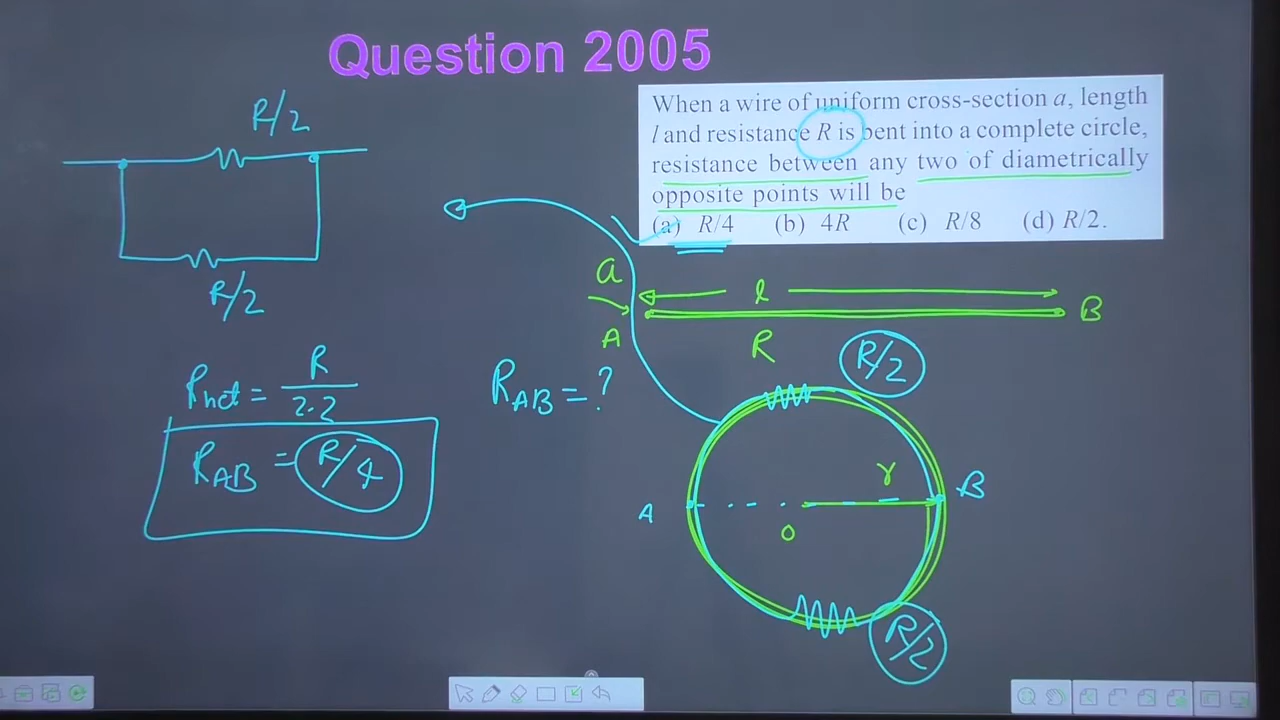 Question 2005
When a wire of uniform cross-section a, length
l and resistance R is bent into a complete circle,
resistance between any two of diametrically
opposite points will be
(a) R/4 (b) 4R (c) R/8 (d) R/2.
R/2
R/2
a
l
A
B
R
R/2
Rnet = R/2·2
RAB = R/4
RAB = ?
A
r
B
O
R/2